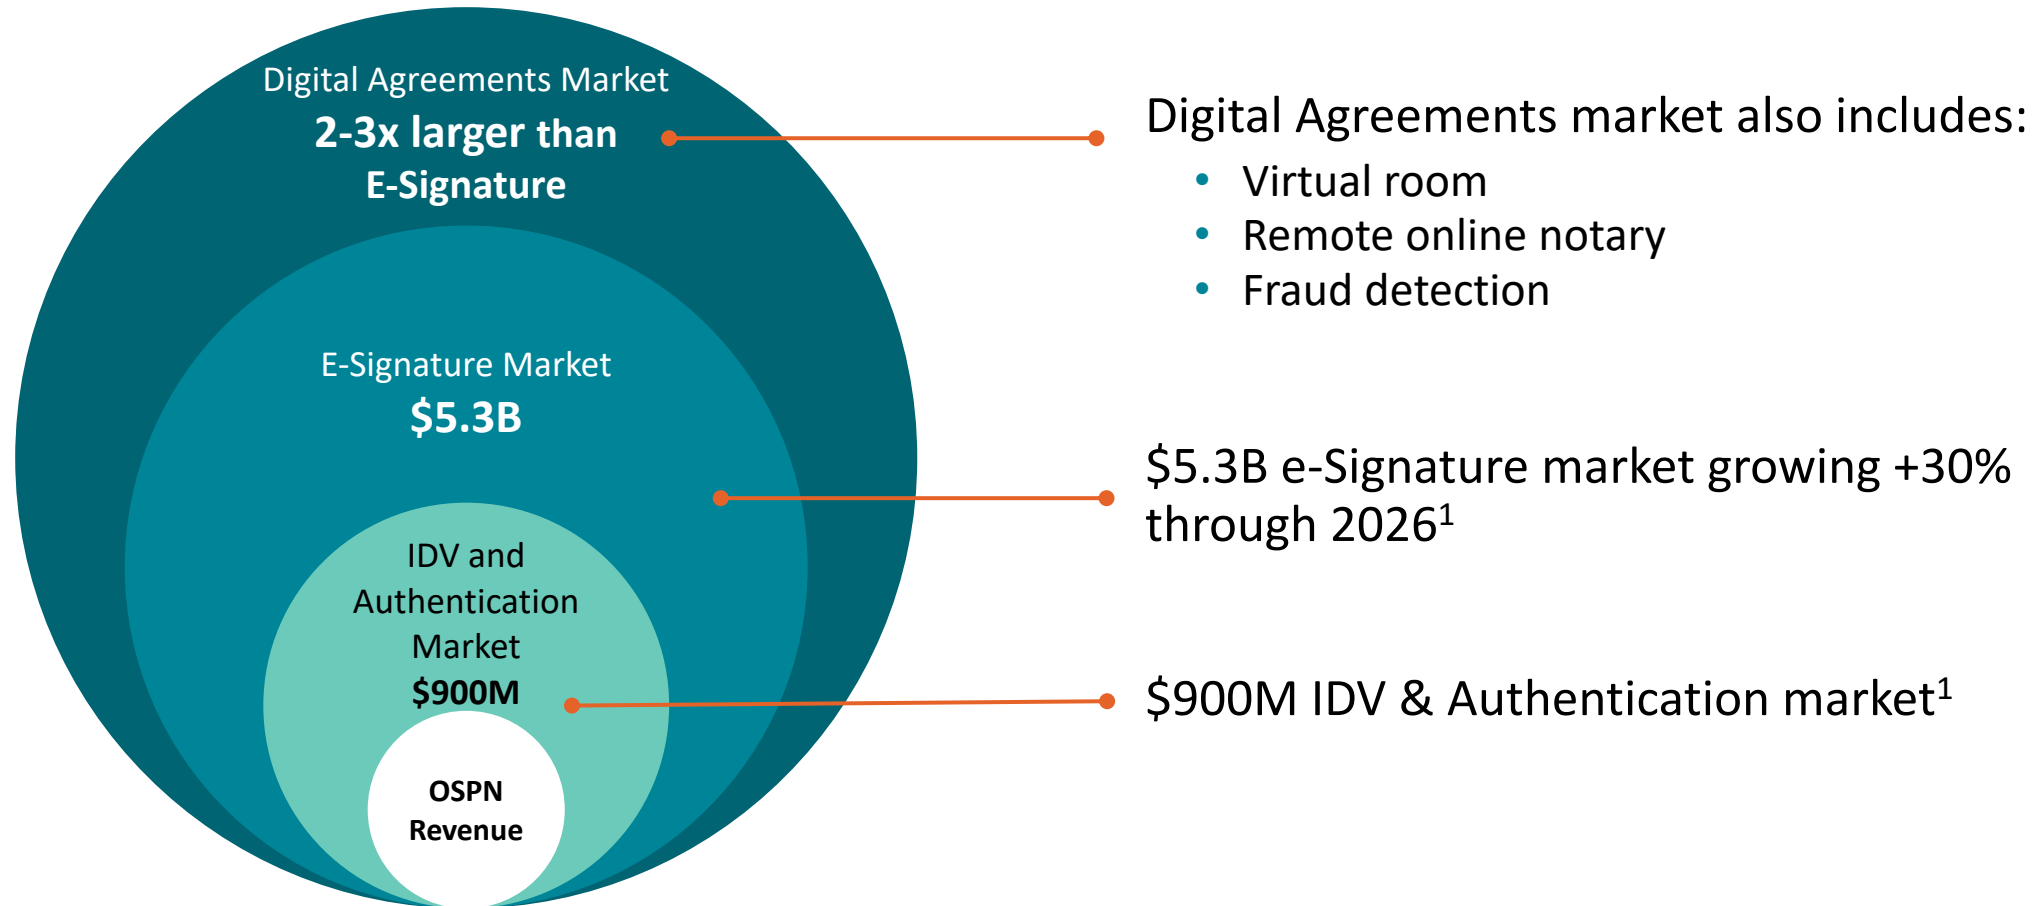 Digital Agreements Market
2-3x larger than
E-Signature
E-Signature Market
$5.3B
IDV and
Authentication
Market
$900M
OSPN
Revenue
Digital Agreements market also includes:
• Virtual room
• Remote online notary
• Fraud detection
$5.3B e-Signature market growing +30%
through 2026¹
$900M IDV & Authentication market¹